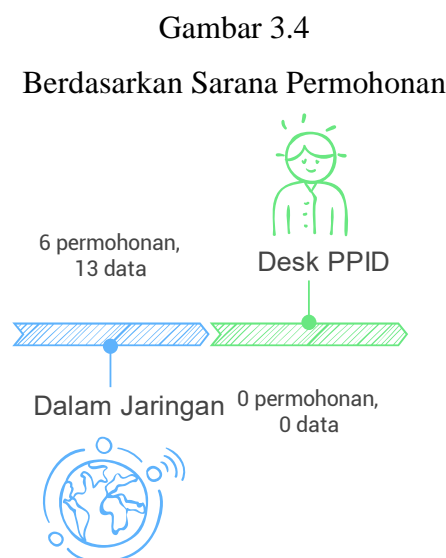 Gambar 3.4
Berdasarkan Sarana Permohonan
6 permohonan,
13 data
Desk PPID
Dalam Jaringan
0 permohonan,
0 data